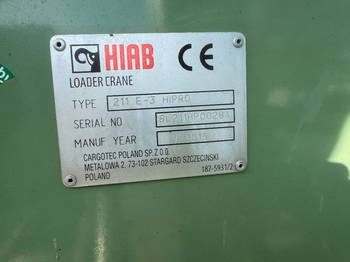 HIAB CE
LOADER CRANE
TYPE 211 E-3 HIPRO
SERIAL NO
MANUF YEAR
CARGOTEC POLAND SP.Z O.O.
METALOWA 2, 73-102 STARGARD SZCZECINSKI
POLAND
187-5931/2